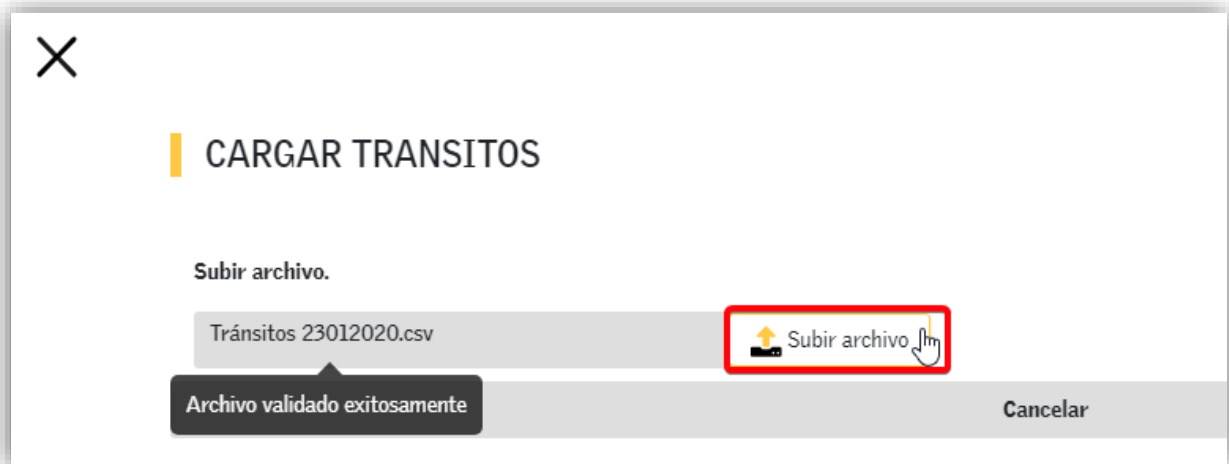 CARGAR TRANSITOS
Subir archivo.
Tránsitos 23012020.csv
Subir archivo
Archivo validado exitosamente
Cancelar